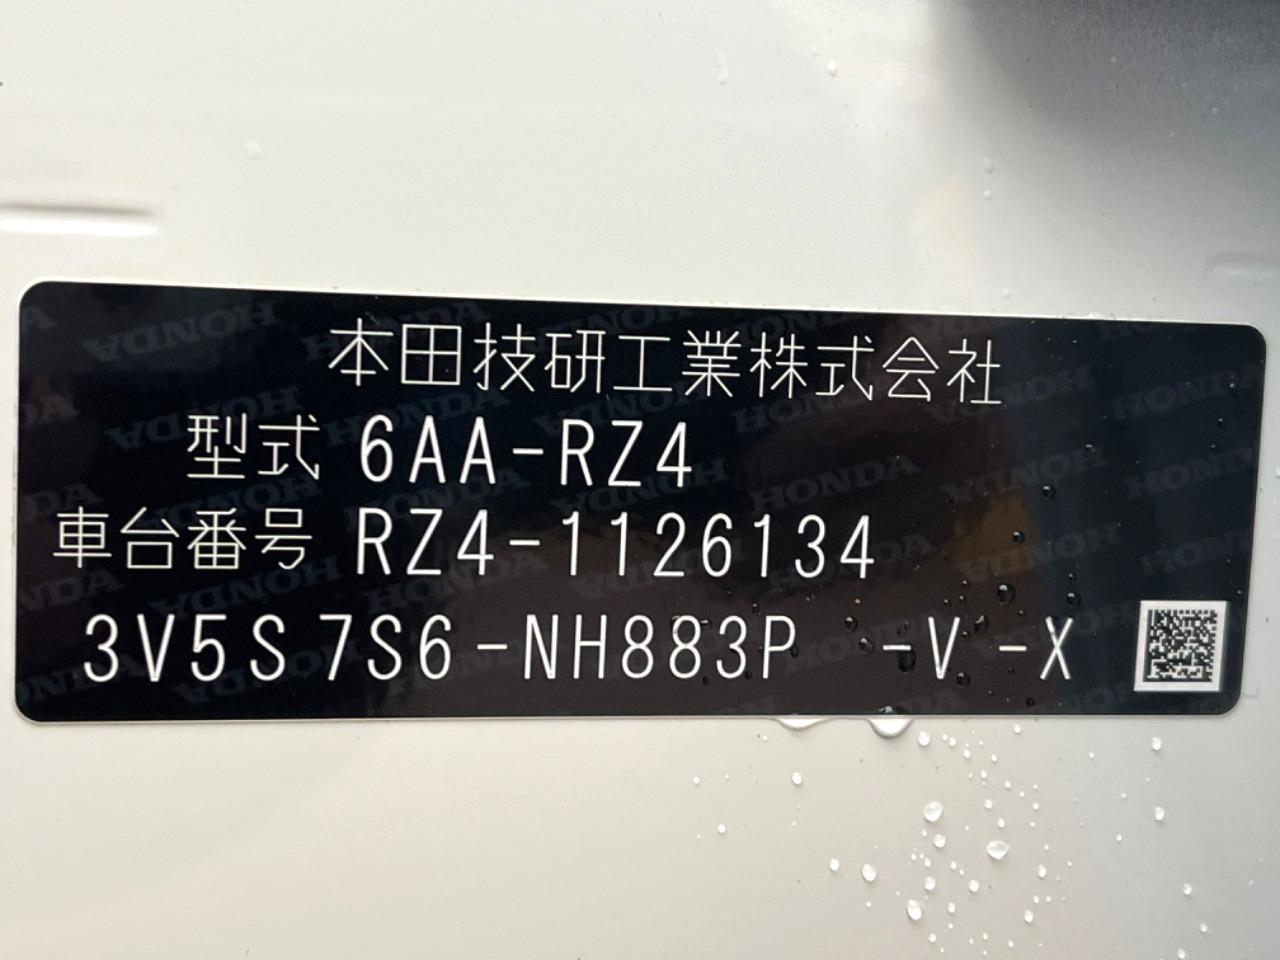 本田技研工業株式会社
型式 6AA-RZ4
車台番号 RZ4-1126134
3V5S7S6-NH883P -V -X